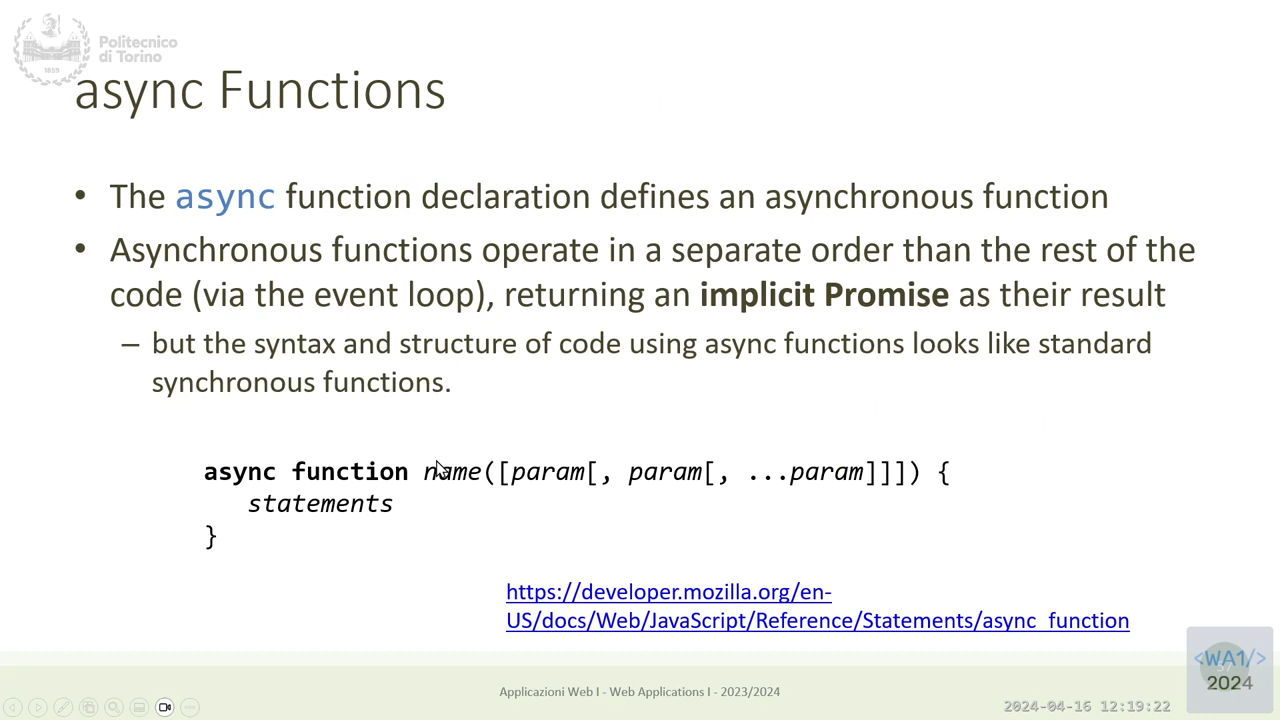 Politecnico
di Torino
1859
async Functions
• The async function declaration defines an asynchronous function
• Asynchronous functions operate in a separate order than the rest of the
code (via the event loop), returning an implicit Promise as their result
– but the syntax and structure of code using async functions looks like standard
synchronous functions.
async function name([param[, param[, ...param]]]) {
statements
}
https://developer.mozilla.org/en-
US/docs/Web/JavaScript/Reference/Statements/async_function
<WA1/>
2024
Applicazioni Web I - Web Applications I - 2023/2024
2024-04-16 12:19:22